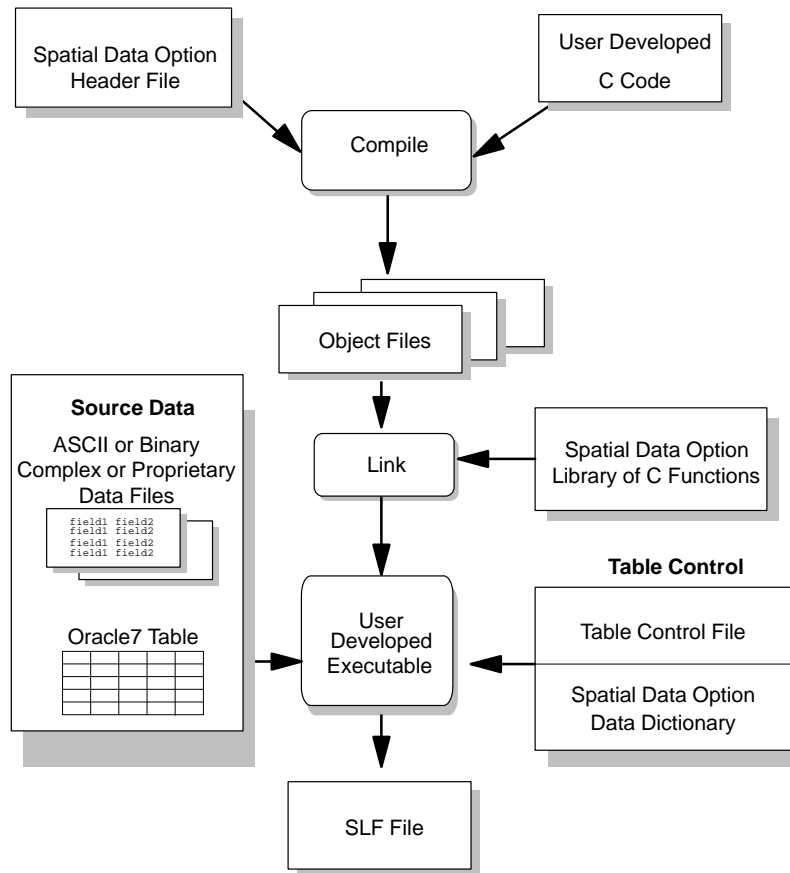 Spatial Data Option
Header File
User Developed
C Code
Compile
Object Files
Source Data
ASCII or Binary
Complex or Proprietary
Data Files
field1 field2
field1 field2
field1 field2
field1 field2
Oracle7 Table
Link
Spatial Data Option
Library of C Functions
User
Developed
Executable
Table Control
Table Control File
Spatial Data Option
Data Dictionary
SLF File